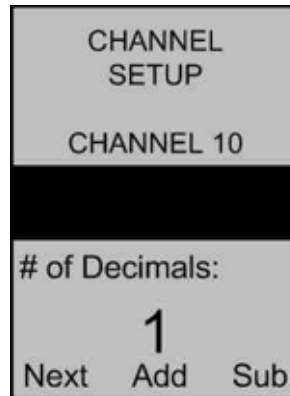 CHANNEL
SETUP
CHANNEL 10
# of Decimals:
1
Next Add Sub